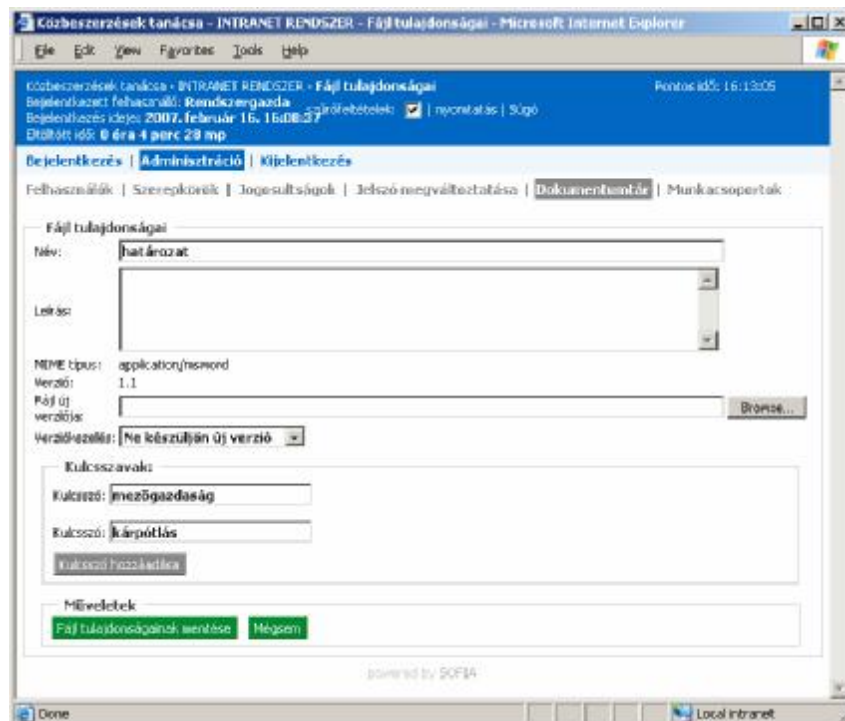 Közbeszerzések tanácsa - INTRANET RENDSZER - Fájl tulajdonságai - Microsoft Internet Explorer
File Edit View Favorites Tools Help
Közbeszerzések tanácsa - INTRANET RENDSZER - Fájl tulajdonságai Pontos idő: 16:13:05
Bejelentkezett felhasználó: Rendszergazda
szűrőfeltételek: | nyomtatás | Súgó
Bejelentkezés ideje: 2007. február 16. 16:08:37
Eltöltött idő: 0 óra 4 perc 28 mp
Bejelentkezés | Adminisztráció | Kijelentkezés
Felhasználók | Szerepkörök | Jogosultságok | Jelszó megváltoztatása | Dokumentumtár | Munkacsoportok
Fájl tulajdonságai
Név: határozat
Leírás:
MIME típus: application/msword
Verzió: 1.1
Fájl új verziója: Browse...
Verziókezelés: Ne készüljön új verzió
Kulcsszavak:
Kulcsszó: mezőgazdaság
Kulcsszó: kárpótlás
Kulcsszó hozzáadása
Műveletek
Fájl tulajdonságainak mentése Mégsem
powered by SOFIA
Done Local intranet